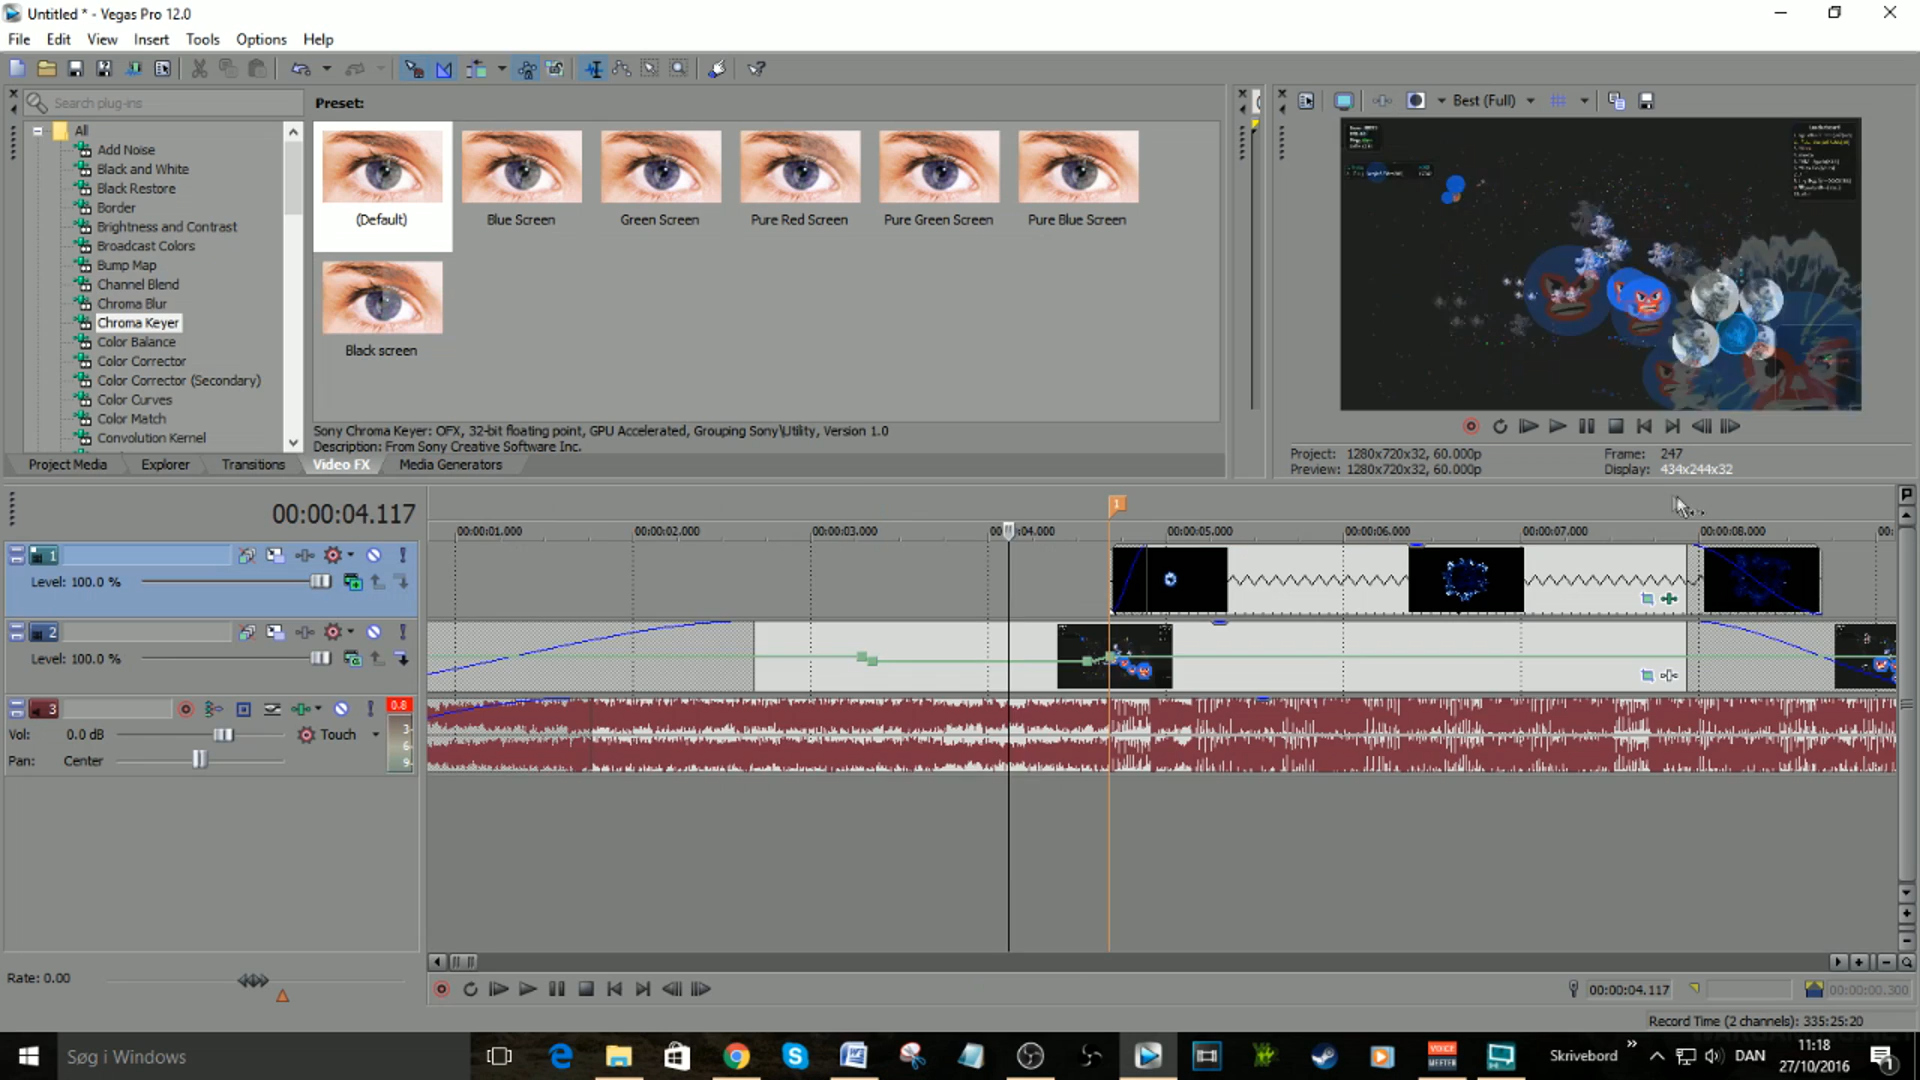 Untitled * - Vegas Pro 12.0
File Edit View Insert Tools Options Help
Search plug-ins
All
Add Noise
Black and White
Black Restore
Border
Brightness and Contrast
Broadcast Colors
Bump Map
Channel Blend
Chroma Blur
Chroma Keyer
Color Balance
Color Corrector
Color Corrector (Secondary)
Color Curves
Color Match
Convolution Kernel
Preset:
(Default) Blue Screen Green Screen Pure Red Screen Pure Green Screen Pure Blue Screen
Black screen
Sony Chroma Keyer: OFX, 32-bit floating point, GPU Accelerated, Grouping Sony\Utility, Version 1.0
Description: From Sony Creative Software Inc.
Project Media Explorer Transitions Video FX Media Generators
Best (Full)
Leaderboard
Project: 1280x720x32, 60.000p Frame: 247
Preview: 1280x720x32, 60.000p Display: 434x244x32
00:00:04.117
1
00:00:01.000 00:00:02.000 00:00:03.000 00:00:04.000 00:00:05.000 00:00:06.000 00:00:07.000 00:00:08.000 00:
1
Level: 100.0 %
2
Level: 100.0 %
3
0.8
Vol: 0.0 dB Touch
3
6
9
Pan: Center
Rate: 0.00
00:00:04.117 00:00:00.300
Record Time (2 channels): 335:25:20
Søg i Windows
VOICE
MEETER
Skrivebord
DAN
11:18
27/10/2016
1